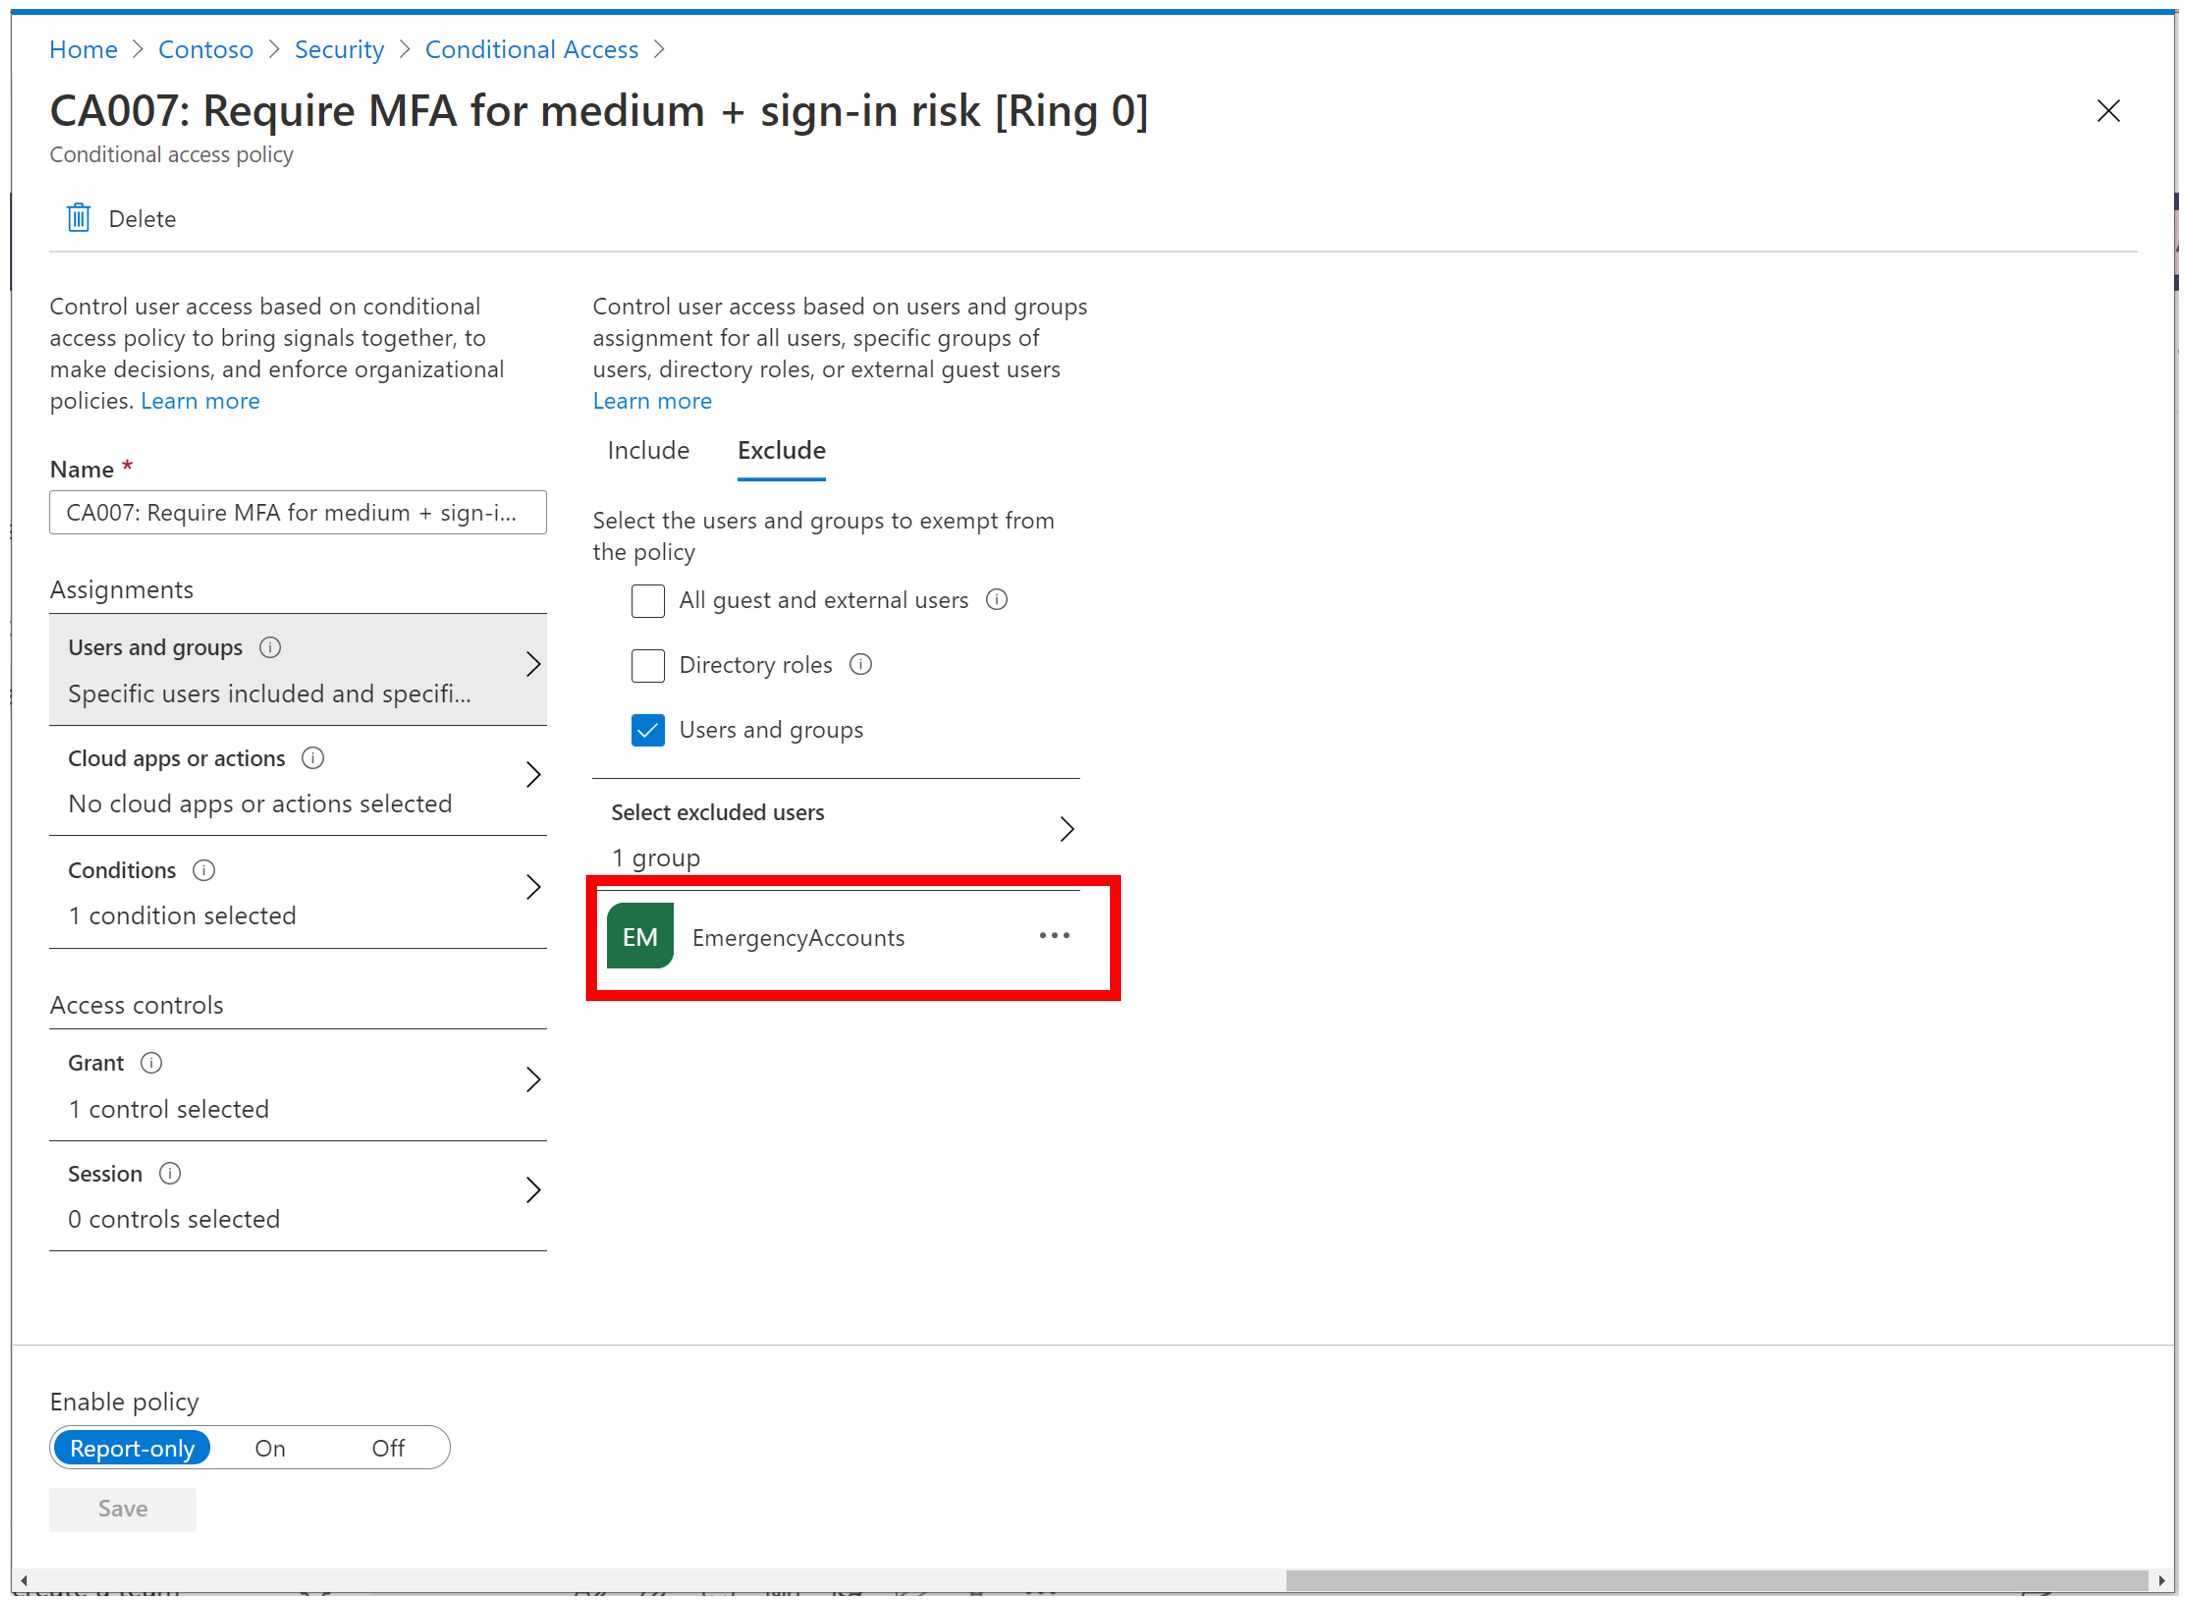 Home > Contoso > Security > Conditional Access >
CA007: Require MFA for medium + sign-in risk [Ring 0]
Conditional access policy
Delete
Control user access based on conditional
access policy to bring signals together, to
make decisions, and enforce organizational
policies. Learn more
Name *
CA007: Require MFA for medium + sign-i...
Assignments
Users and groups
Specific users included and specifi...
Cloud apps or actions
No cloud apps or actions selected
Conditions
1 condition selected
Access controls
Grant
1 control selected
Session
0 controls selected
Control user access based on users and groups
assignment for all users, specific groups of
users, directory roles, or external guest users
Learn more
Include Exclude
Select the users and groups to exempt from
the policy
All guest and external users
Directory roles
Users and groups
Select excluded users
1 group
EM EmergencyAccounts
Enable policy
Report-only On Off
Save